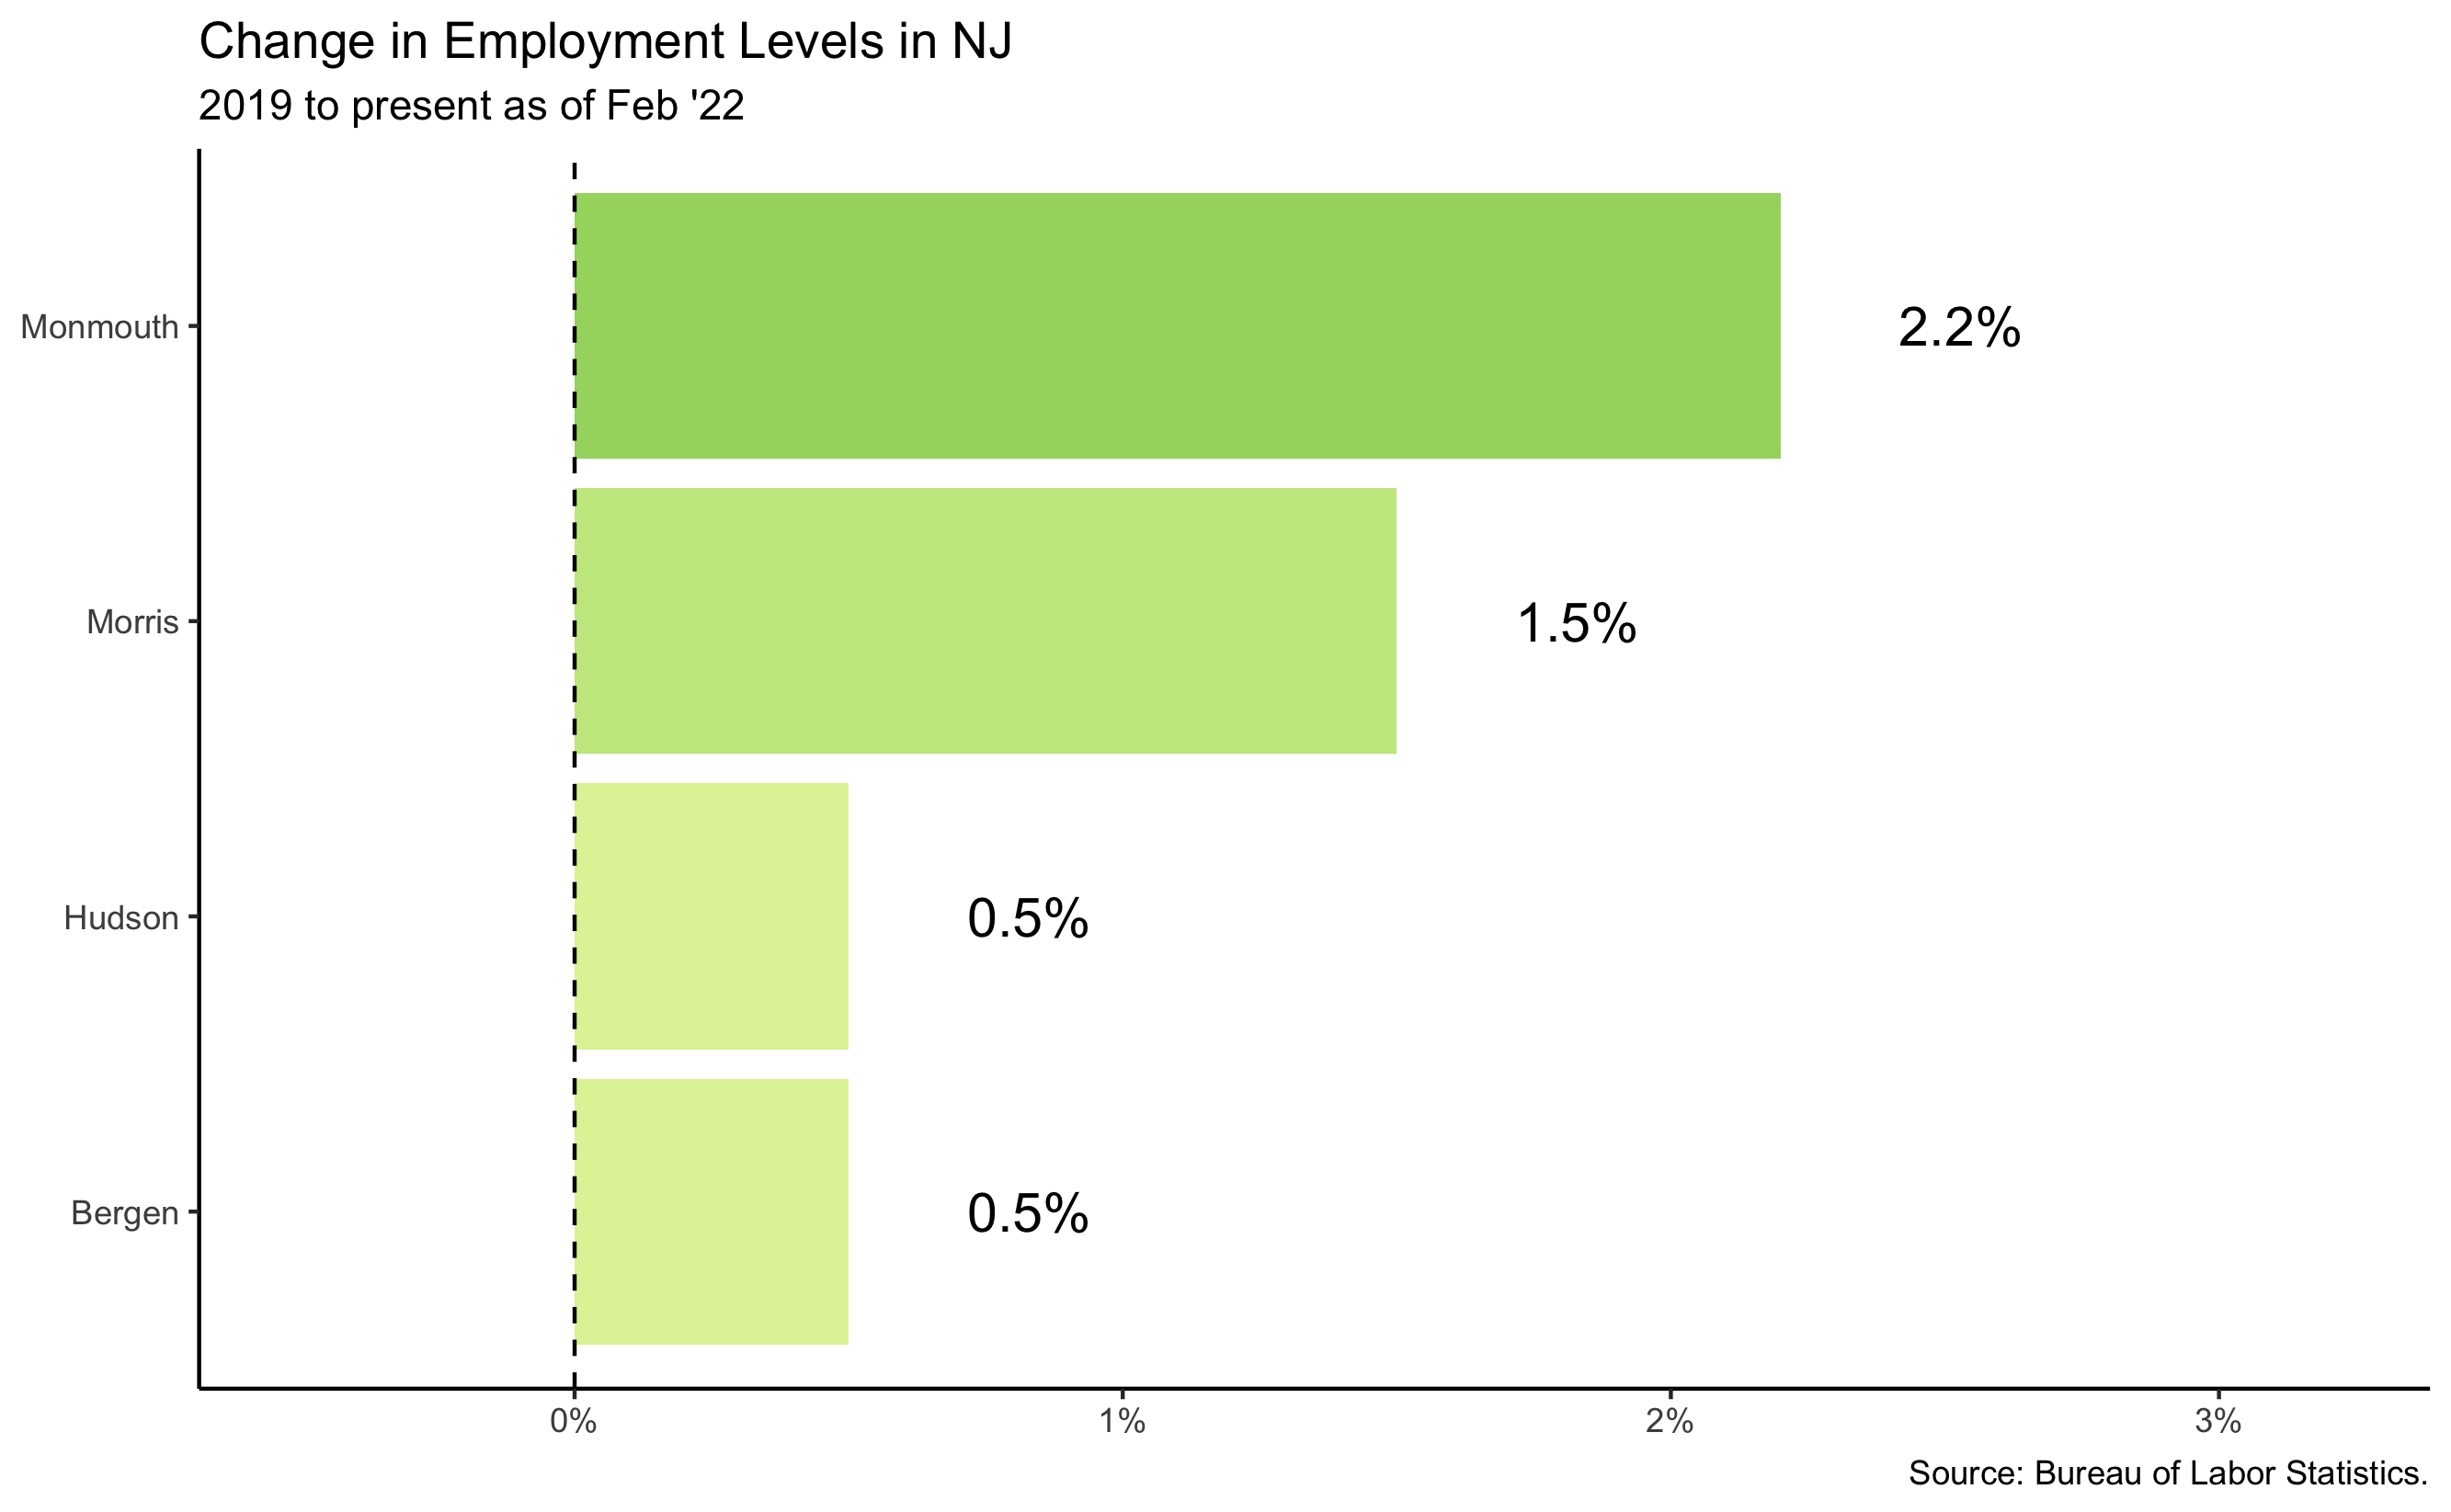 Change in Employment Levels in NJ
2019 to present as of Feb '22
Monmouth
2.2%
Morris
1.5%
Hudson
0.5%
Bergen
0.5%
0%
1%
2%
3%
Source: Bureau of Labor Statistics.